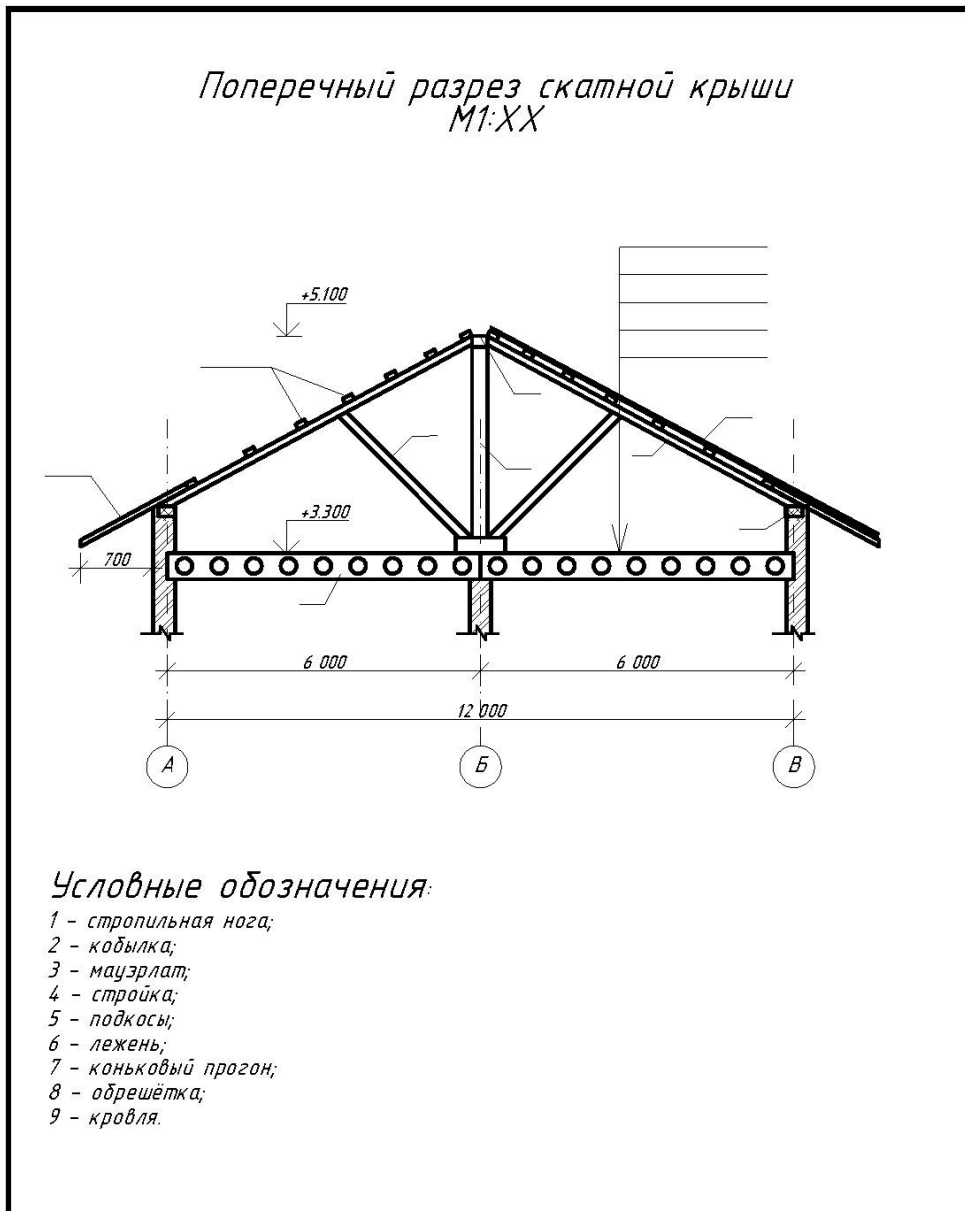 Поперечный разрез скатной крыши
М1:ХХ
+5.100
+3.300
700
6 000
6 000
12 000
А
Б
В
Условные обозначения:
1 - стропильная нога;
2 - кобылка;
3 - мауэрлат;
4 - стройка;
5 - подкосы;
6 - лежень;
7 - коньковый прогон;
8 - обрешётка;
9 - кровля.